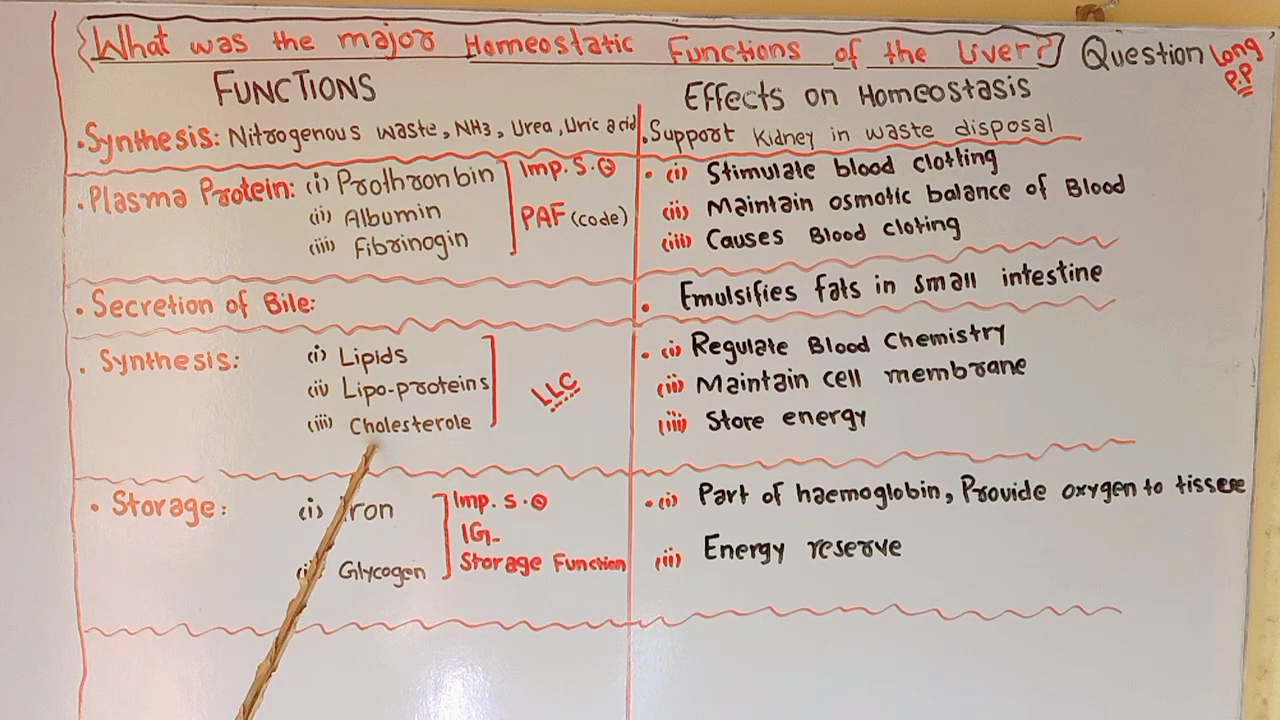 What was the major Homeostatic Functions of the Liver? Question Long P.P
FUNCTIONS Effects on Homeostasis
• Synthesis: Nitrogenous waste, NH3, Urea, Uric acid • Support Kidney in waste disposal
• Plasma Protein: (i) Prothronbin Imp. S.Q • (i) Stimulate blood clotting
(ii) Albumin PAF (code) (ii) Maintain osmotic balance of Blood
(iii) Fibrinogin (iii) Causes Blood cloting
• Secretion of Bile: • Emulsifies fats in small intestine
• Synthesis: (i) Lipids • (i) Regulate Blood Chemistry
(ii) Lipo-proteins LLC (ii) Maintain cell membrane
(iii) Cholesterole (iii) Store energy
• Storage: (i) Iron Imp. S.Q • (i) Part of haemoglobin, Provide oxygen to
IG-
(ii) Glycogen Storage Function (ii) Energy reserve